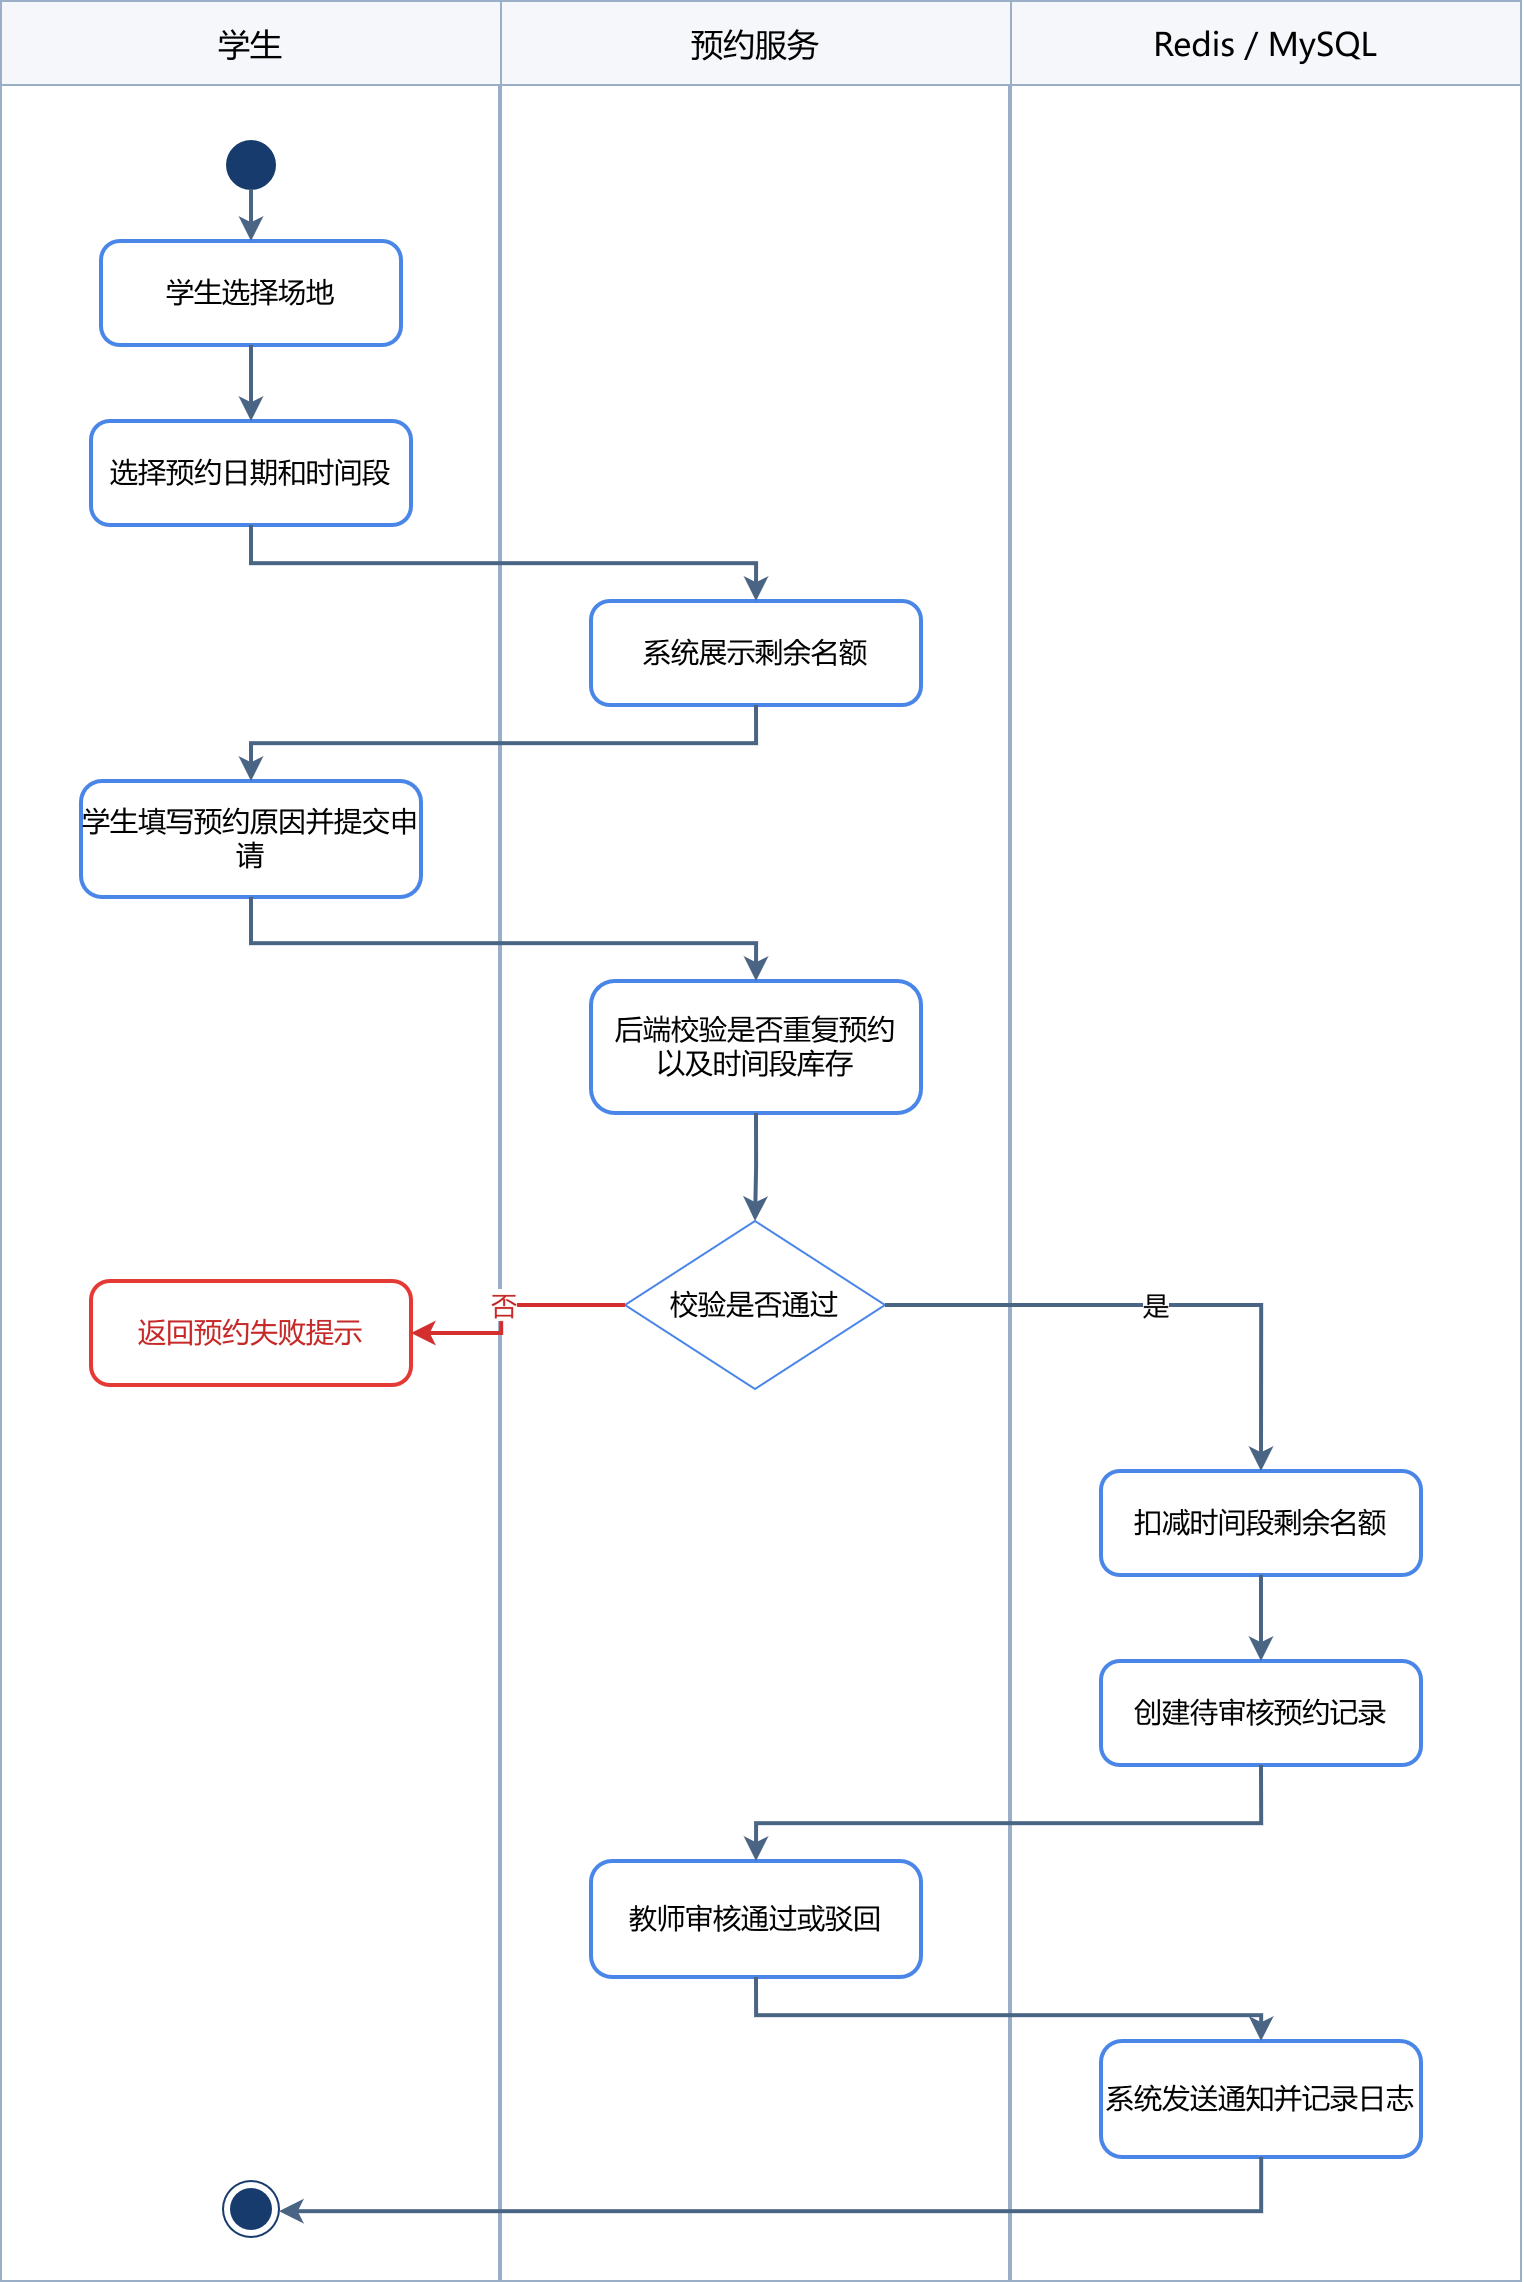 学生
预约服务
Redis / MySQL
学生选择场地
选择预约日期和时间段
系统展示剩余名额
学生填写预约原因并提交申
请
后端校验是否重复预约
以及时间段库存
校验是否通过
否
是
返回预约失败提示
扣减时间段剩余名额
创建待审核预约记录
教师审核通过或驳回
系统发送通知并记录日志